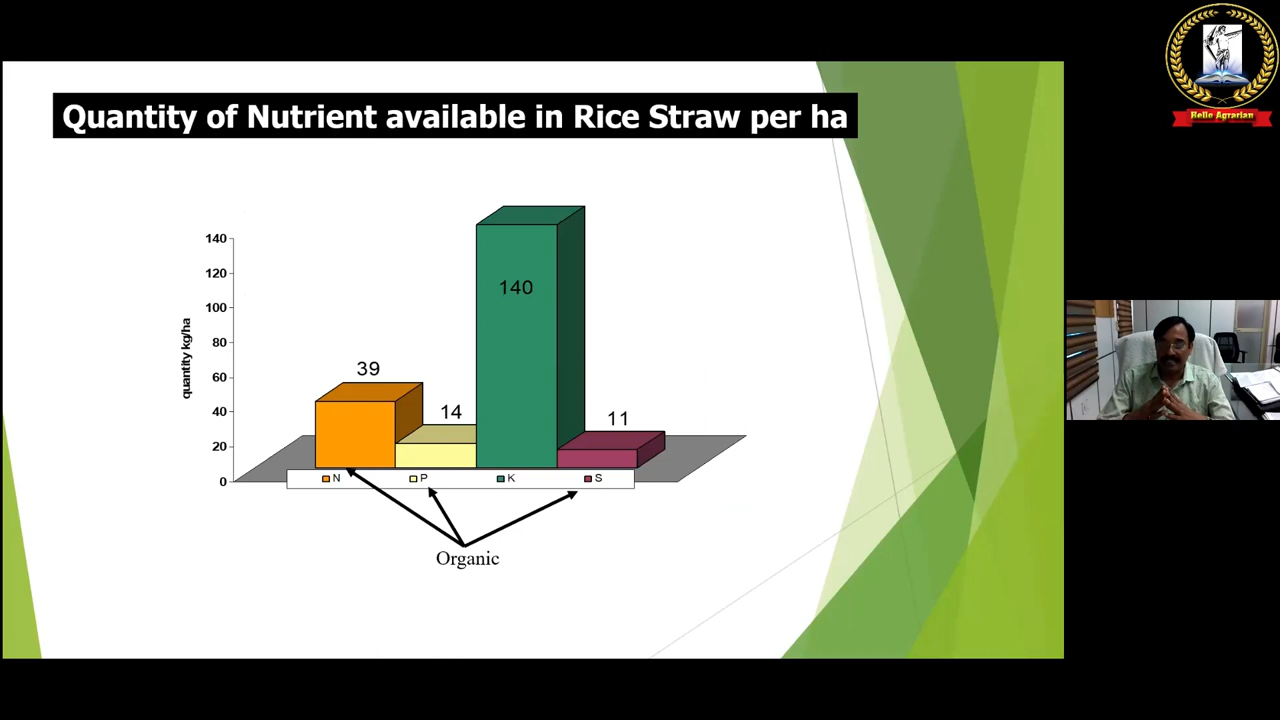 Hello Agrarian
Quantity of Nutrient available in Rice Straw per ha
quantity kg/ha
140
120
100
80
60
40
20
0
39
14
140
11
N P K S
Organic